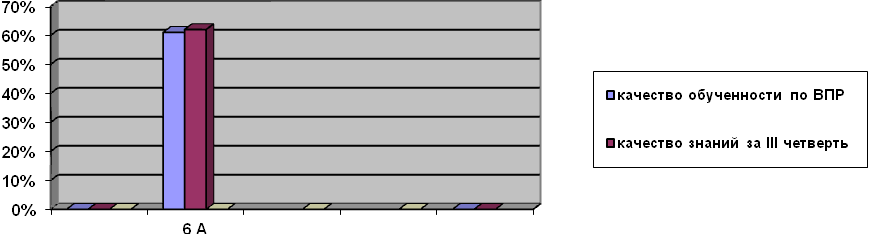 70%
60%
50%
40%
30%
20%
10%
0%
6 А
качество обученности по ВПР
качество знаний за III четверть